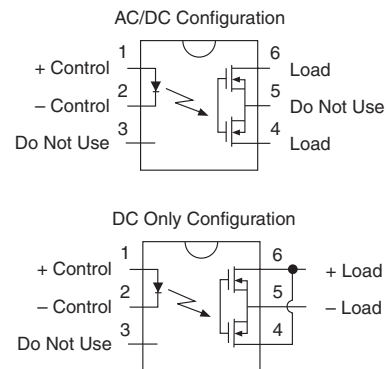 AC/DC Configuration
1
+ Control
2
– Control
3
Do Not Use
6
Load
5
Do Not Use
4
Load
DC Only Configuration
1
+ Control
2
– Control
3
Do Not Use
6
+ Load
5
– Load
4